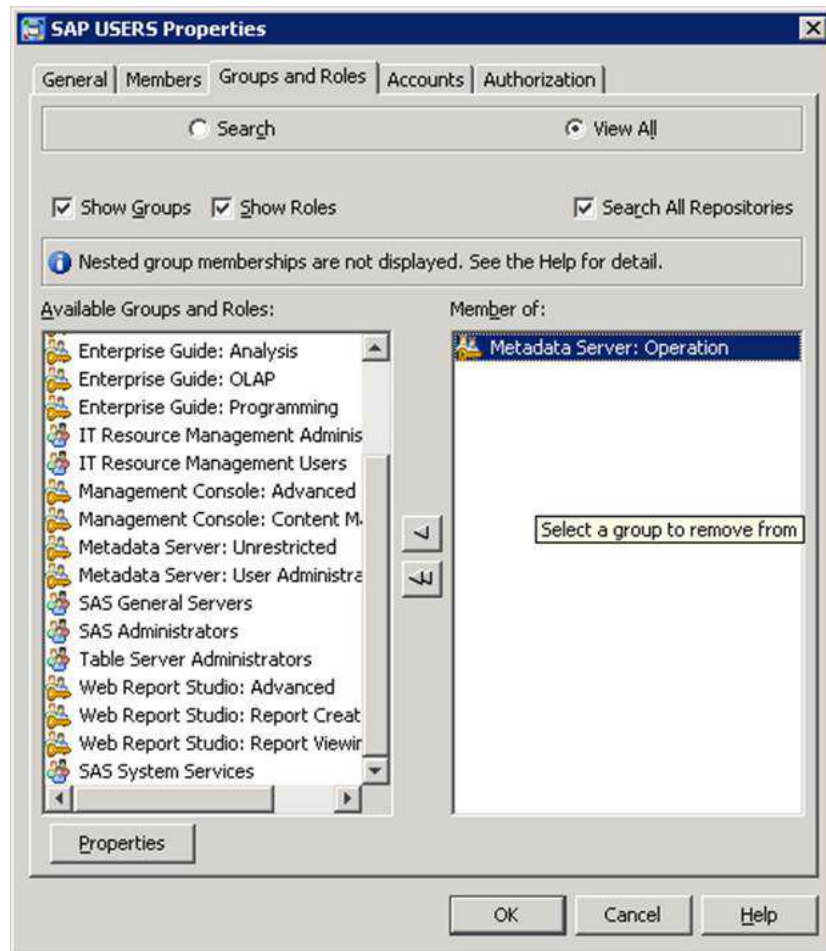 SAP USERS Properties
General Members Groups and Roles Accounts Authorization
Search View All
Show Groups Show Roles Search All Repositories
Nested group memberships are not displayed. See the Help for detail.
Available Groups and Roles: Member of:
Enterprise Guide: Analysis Metadata Server: Operation
Enterprise Guide: OLAP
Enterprise Guide: Programming
IT Resource Management Adminis
IT Resource Management Users
Management Console: Advanced
Management Console: Content M
Metadata Server: Unrestricted Select a group to remove from
Metadata Server: User Administra
SAS General Servers
SAS Administrators
Table Server Administrators
Web Report Studio: Advanced
Web Report Studio: Report Creat
Web Report Studio: Report Viewin
SAS System Services
Properties
OK Cancel Help